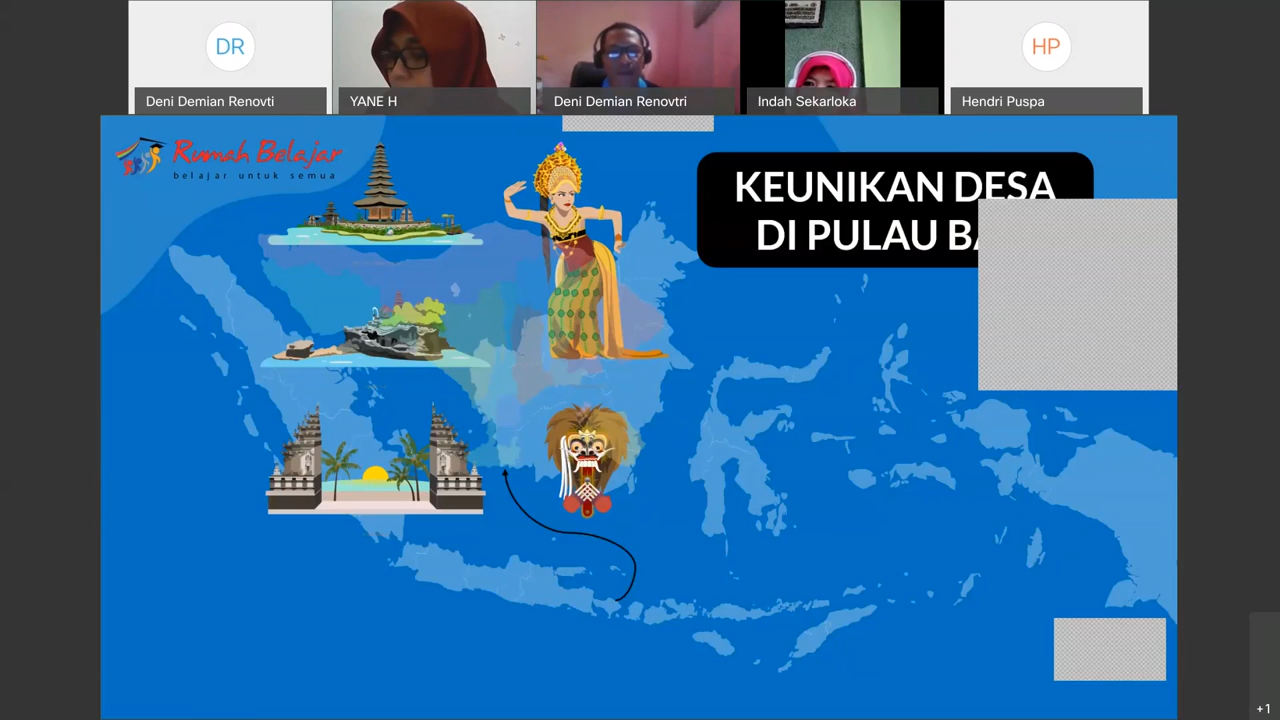 DR
HP
Deni Demian Renovti
YANE H
Deni Demian Renovtri
Indah Sekarloka
Hendri Puspa
Rumah Belajar
belajar untuk semua
KEUNIKAN DESA
DI PULAU
+1